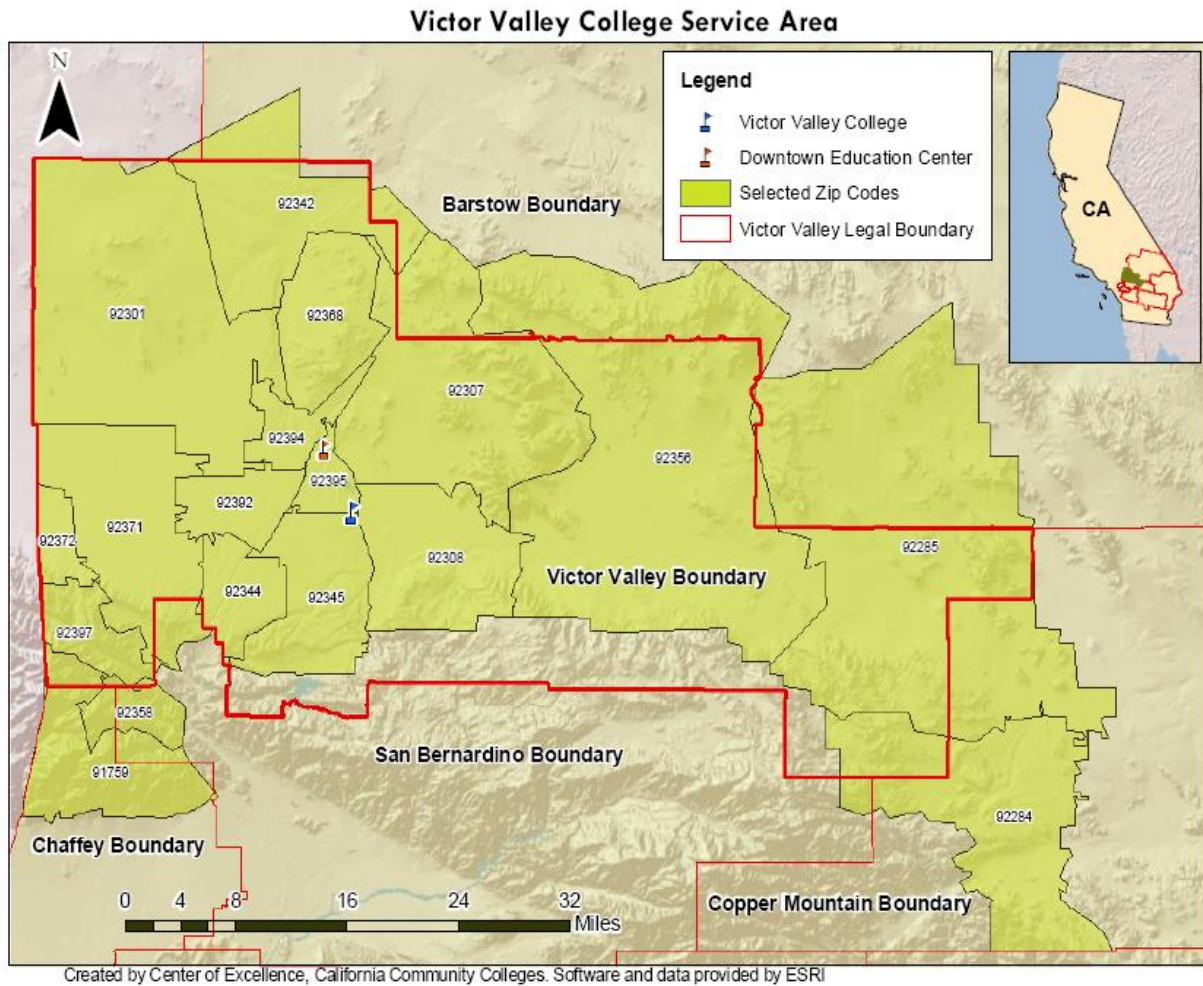 Victor Valley College Service Area
N
Legend
Victor Valley College
Downtown Education Center
Selected Zip Codes
Victor Valley Legal Boundary
CA
Barstow Boundary
92342
92301
92368
92307
92394
92356
92395
92392
92371
92372
92308
92285
92344
92345
Victor Valley Boundary
92397
92358
San Bernardino Boundary
91759
92284
Chaffey Boundary
Copper Mountain Boundary
0 4 8 16 24 32
Miles
Created by Center of Excellence, California Community Colleges. Software and data provided by ESRI